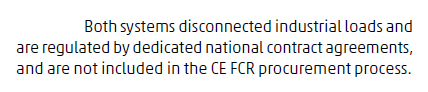 Both systems disconnected industrial loads and
are regulated by dedicated national contract agreements,
and are not included in the CE FCR procurement process.